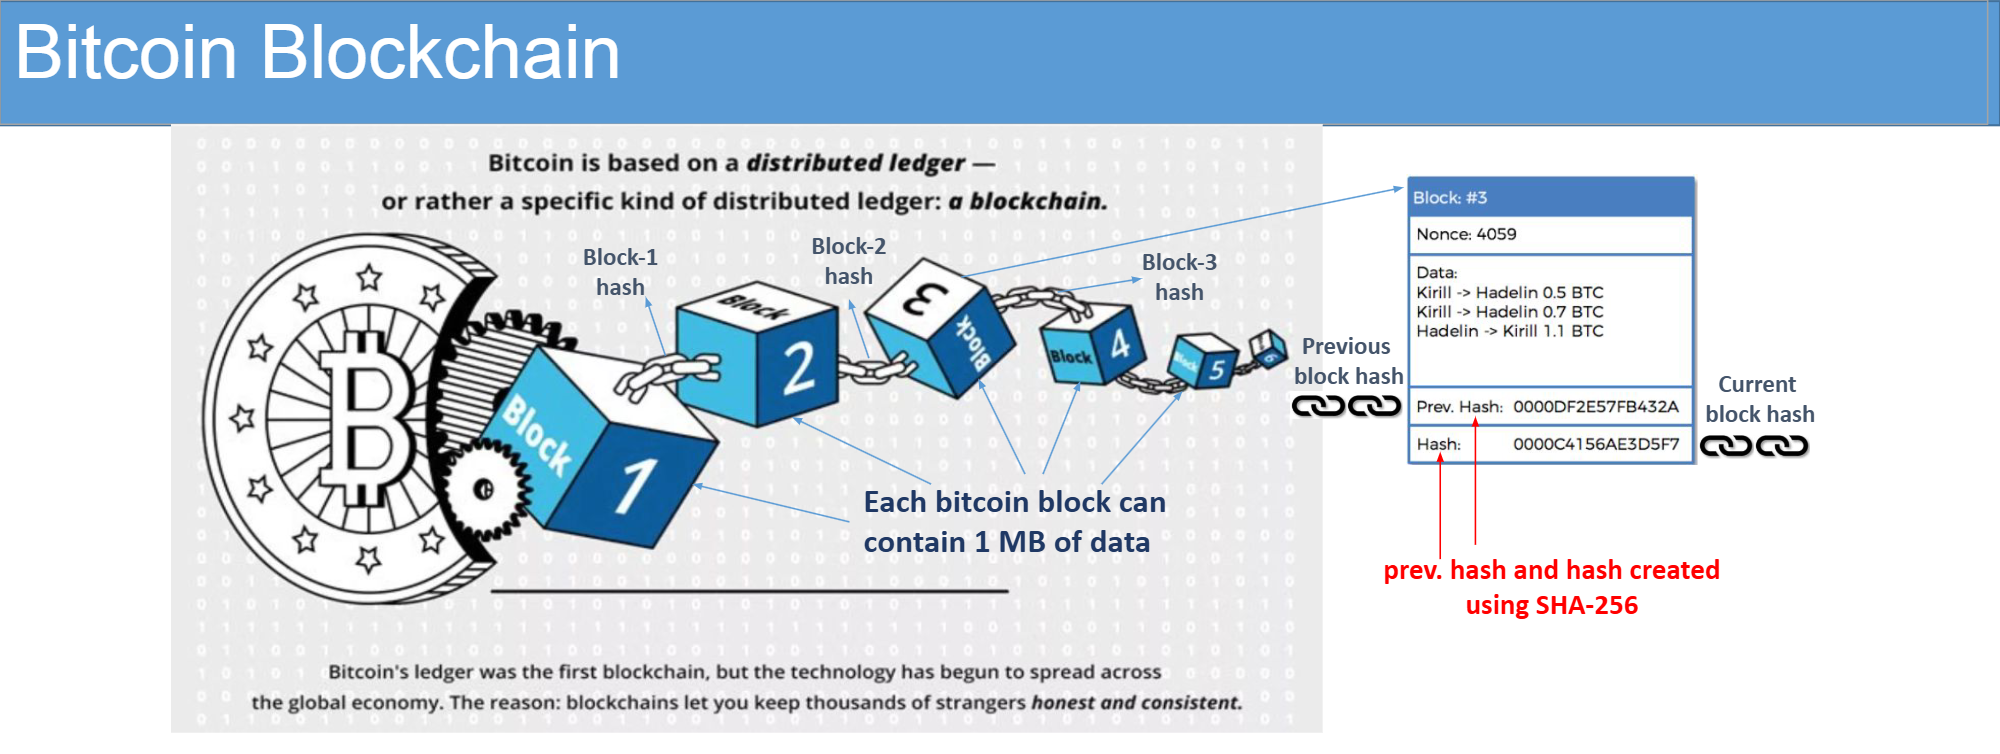 Bitcoin Blockchain
Bitcoin is based on a distributed ledger —
or rather a specific kind of distributed ledger: a blockchain.
Block-1
hash
Block-2
hash
Block-3
hash
Block
1
Block
2
3
Block
Block
4
Block
5
6
Each bitcoin block can
contain 1 MB of data
Bitcoin's ledger was the first blockchain, but the technology has begun to spread across
the global economy. The reason: blockchains let you keep thousands of strangers honest and consistent.
Previous
block hash
Block: #3
Nonce: 4059
Data:
Kirill -> Hadelin 0.5 BTC
Kirill -> Hadelin 0.7 BTC
Hadelin -> Kirill 1.1 BTC
Prev. Hash: 0000DF2E57FB432A
Hash: 0000C4156AE3D5F7
Current
block hash
prev. hash and hash created
using SHA-256